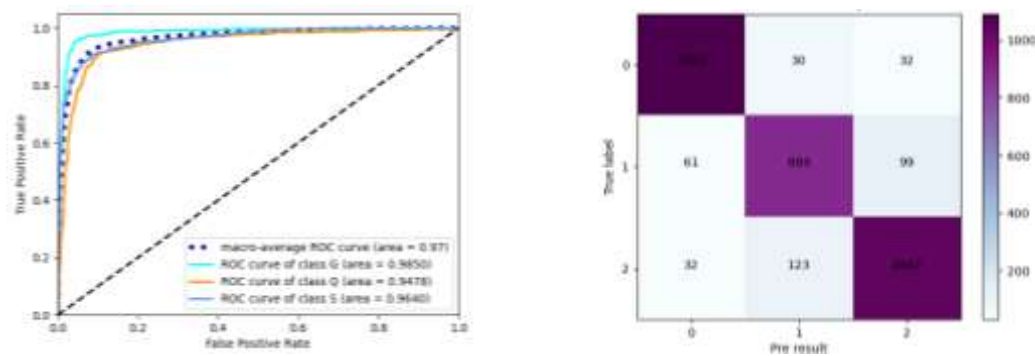 1.0
0.8
0.6
0.4
0.2
0.0
True Positive Rate
macro-average ROC curve (area = 0.97)
ROC curve of class G (area = 0.9850)
ROC curve of class Q (area = 0.9478)
ROC curve of class S (area = 0.9640)
0.0 0.2 0.4 0.6 0.8 1.0
False Positive Rate
0 30 32
1 61 99
2 32 123
True label
0 1 2
Pre result
1000
800
600
400
200